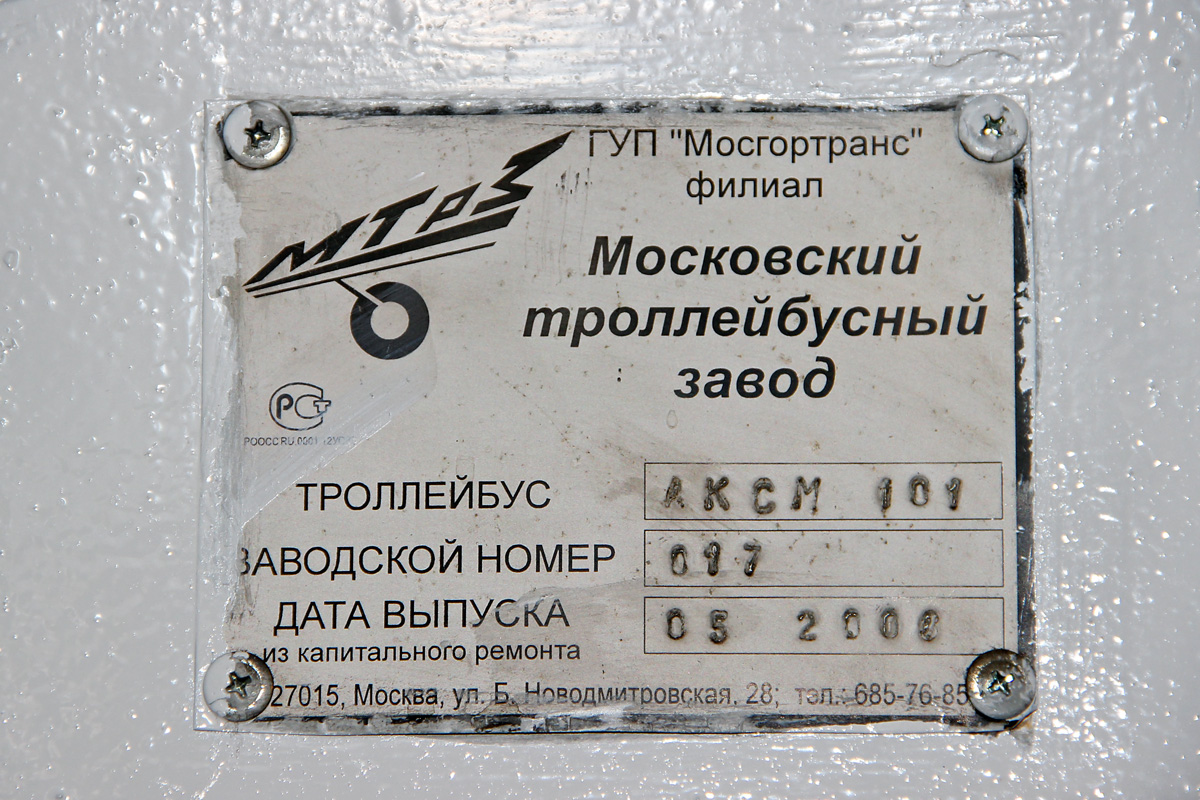 МТрЗ
ГУП "Мосгортранс"
филиал
Московский
троллейбусный
завод
РСТ
ТРОЛЛЕЙБУС АКСМ 101
ЗАВОДСКОЙ НОМЕР 017
ДАТА ВЫПУСКА 05
из капитального ремонта
27015, Москва, ул. Б. Новодмитровская, 28; тел.: 685-76-85